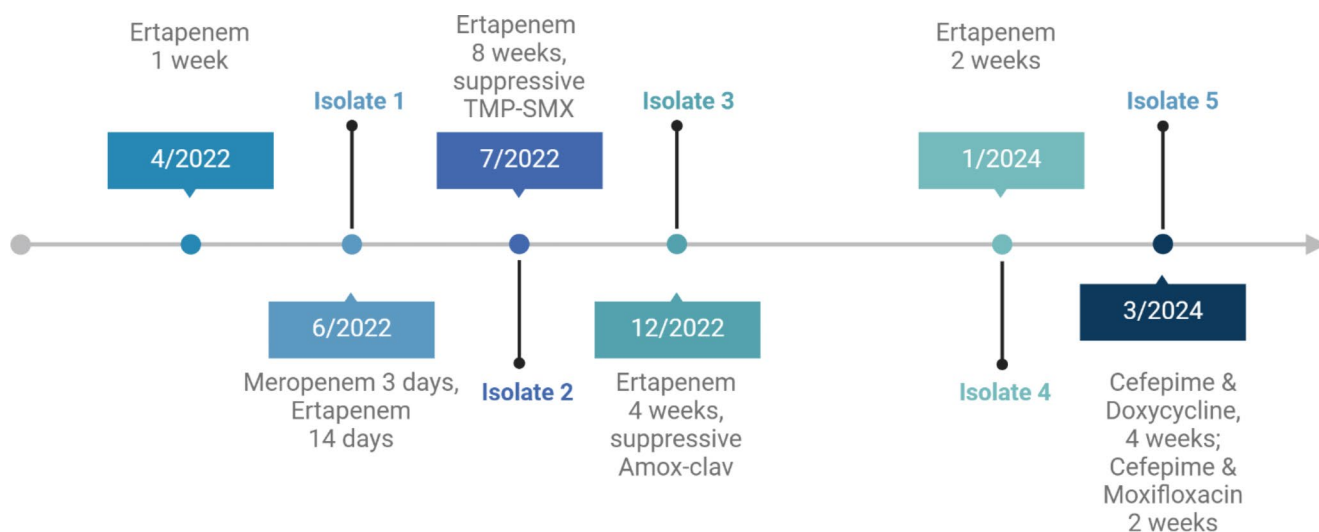 Ertapenem
1 week
4/2022
Isolate 1
6/2022
Meropenem 3 days,
Ertapenem
14 days
Ertapenem
8 weeks,
suppressive
TMP-SMX
7/2022
Isolate 2
Isolate 3
12/2022
Ertapenem
4 weeks,
suppressive
Amox-clav
Ertapenem
2 weeks
1/2024
Isolate 4
Isolate 5
3/2024
Cefepime &
Doxycycline,
4 weeks;
Cefepime &
Moxifloxacin
2 weeks